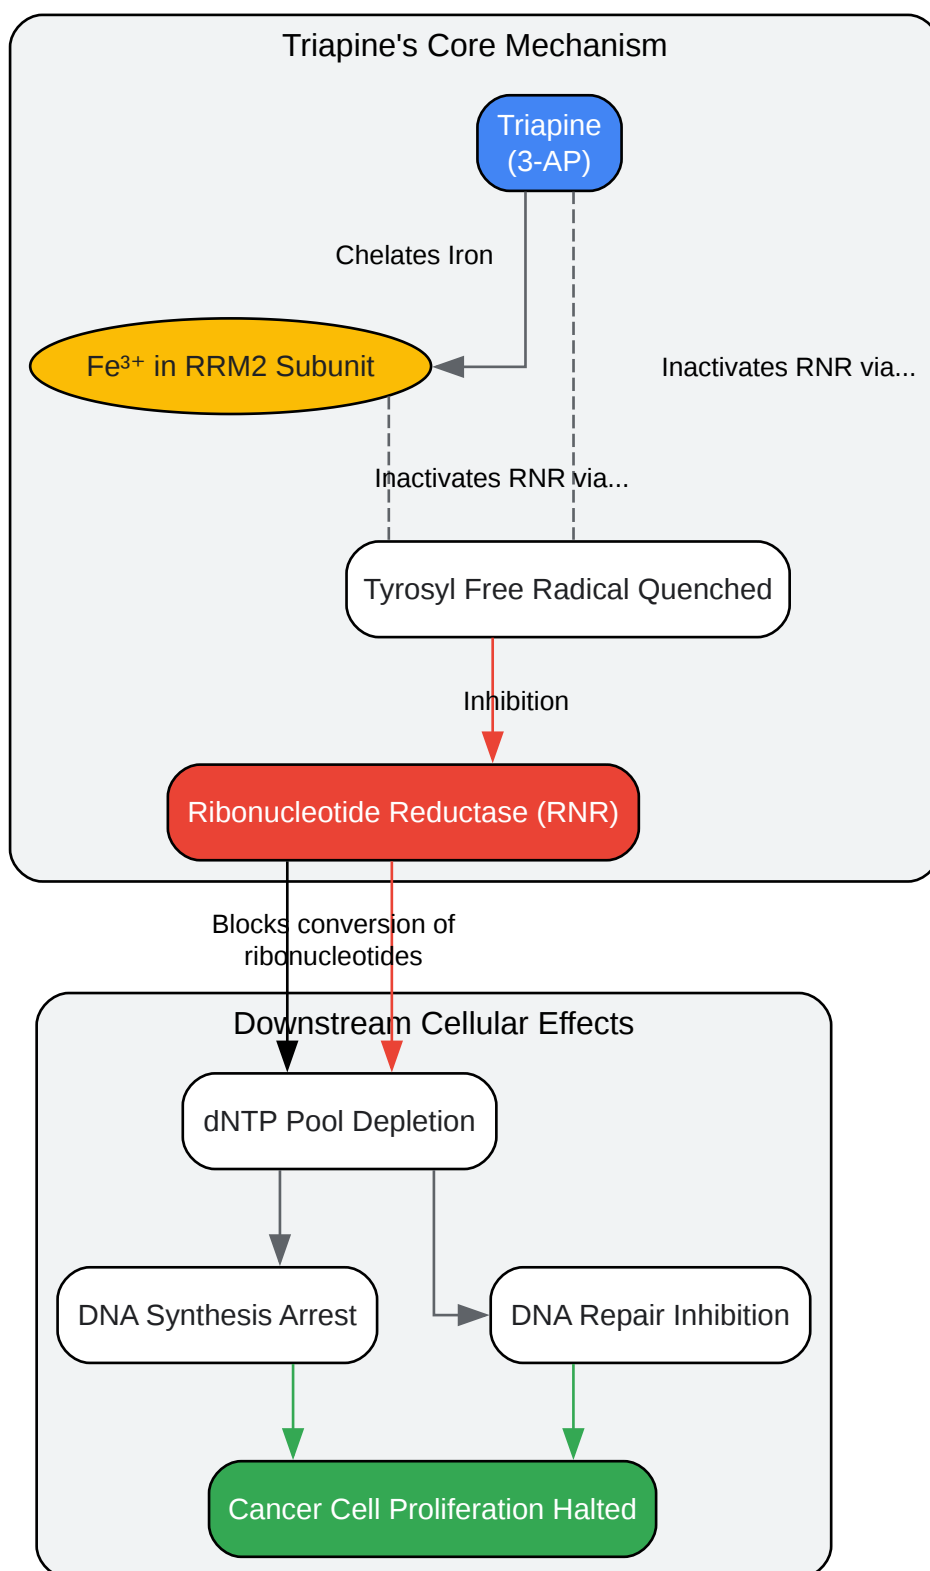 Triapine's Core Mechanism
Triapine
(3-AP)
Chelates Iron
Fe³⁺ in RRM2 Subunit
Inactivates RNR via...
Inactivates RNR via...
Tyrosyl Free Radical Quenched
Inhibition
Ribonucleotide Reductase (RNR)
Blocks conversion of
ribonucleotides
Downstream Cellular Effects
dNTP Pool Depletion
DNA Synthesis Arrest
DNA Repair Inhibition
Cancer Cell Proliferation Halted